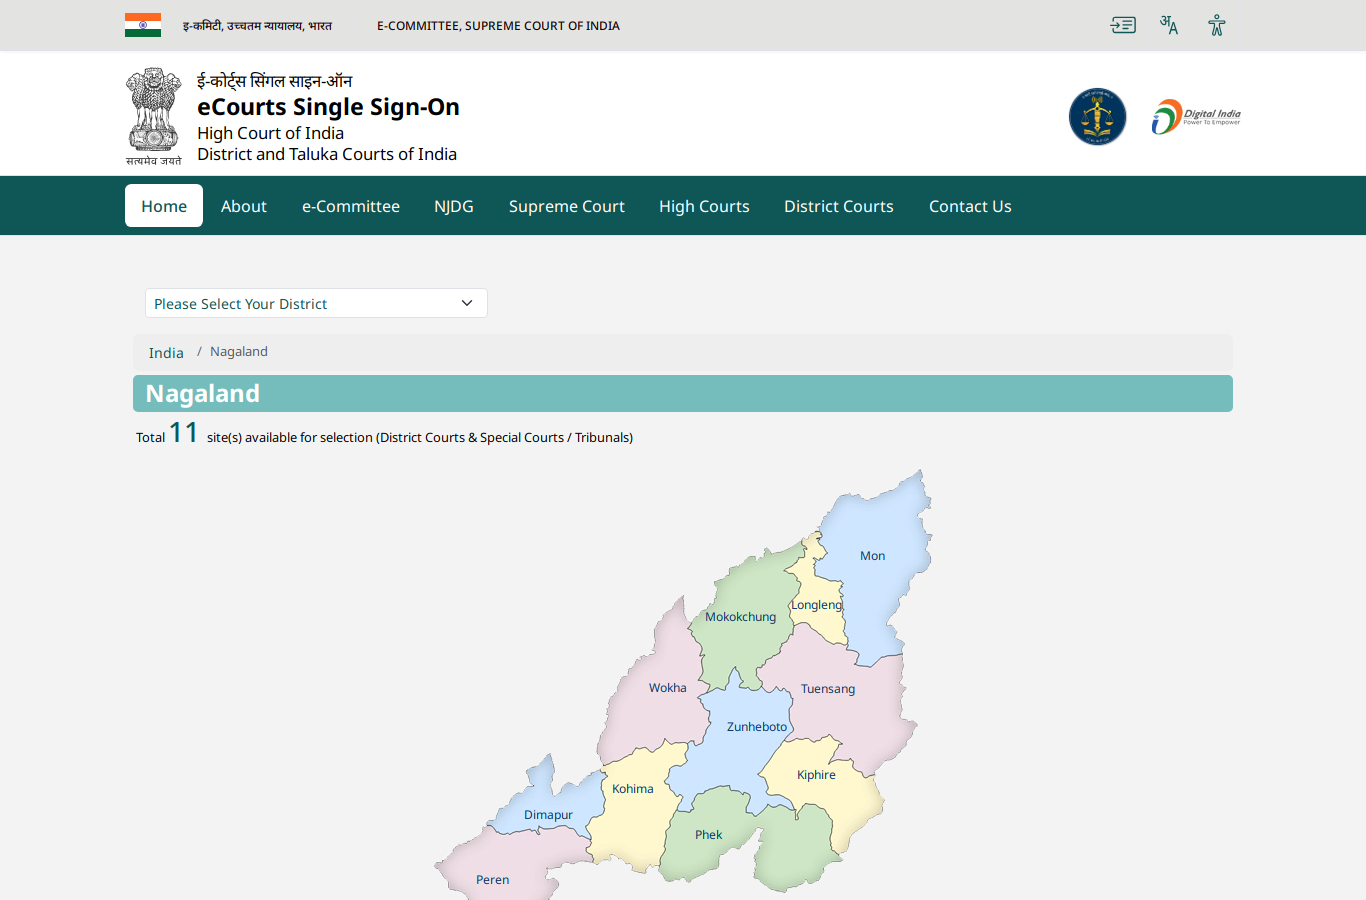 इ-कमिटी, उच्चतम न्यायालय, भारत E-COMMITTEE, SUPREME COURT OF INDIA
अ A
ई-कोर्ट्स सिंगल साइन-ऑन
eCourts Single Sign-On
High Court of India
District and Taluka Courts of India
सत्यमेव जयते
Digital India
Power To Empower
Home About e-Committee NJDG Supreme Court High Courts District Courts Contact Us
Please Select Your District
India / Nagaland
Nagaland
Total 11 site(s) available for selection (District Courts & Special Courts / Tribunals)
Mon
Longleng
Mokokchung
Wokha
Tuensang
Zunheboto
Kiphire
Kohima
Dimapur
Phek
Peren